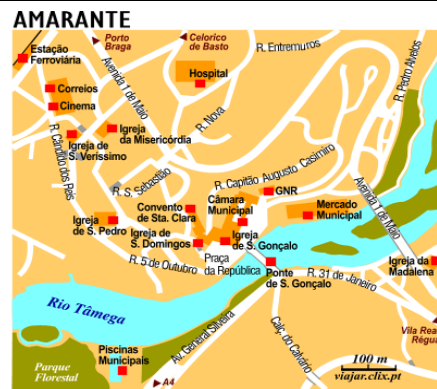 AMARANTE
Porto
Braga
Celorico
de Basto
R. Entremuros
R. Pedro Alvelos
Estação
Ferroviária
Avenida 1 de Maio
Hospital
Correios
Cinema
R. Nova
Igreja
da Misericórdia
Igreja de
S. Veríssimo
R. Cândido dos Reis
R. Capitão Augusto Casimiro
R. S. Sebastião
GNR
Avenida 1 de Maio
Convento
de Sta. Clara
Câmara
Municipal
Mercado
Municipal
Igreja
de S. Pedro
Igreja de
S. Domingos
Igreja
de S. Gonçalo
Praça
da República
R. 5 de Outubro
Ponte
de S. Gonçalo
R. 31 de Janeiro
Igreja da
Madalena
Rio Tâmega
Av. General Silveira
Calç. do Calvário
Vila Rea
Régua
Piscinas
Municipais
Parque
Florestal
A4
100 m
viajar.clix.pt